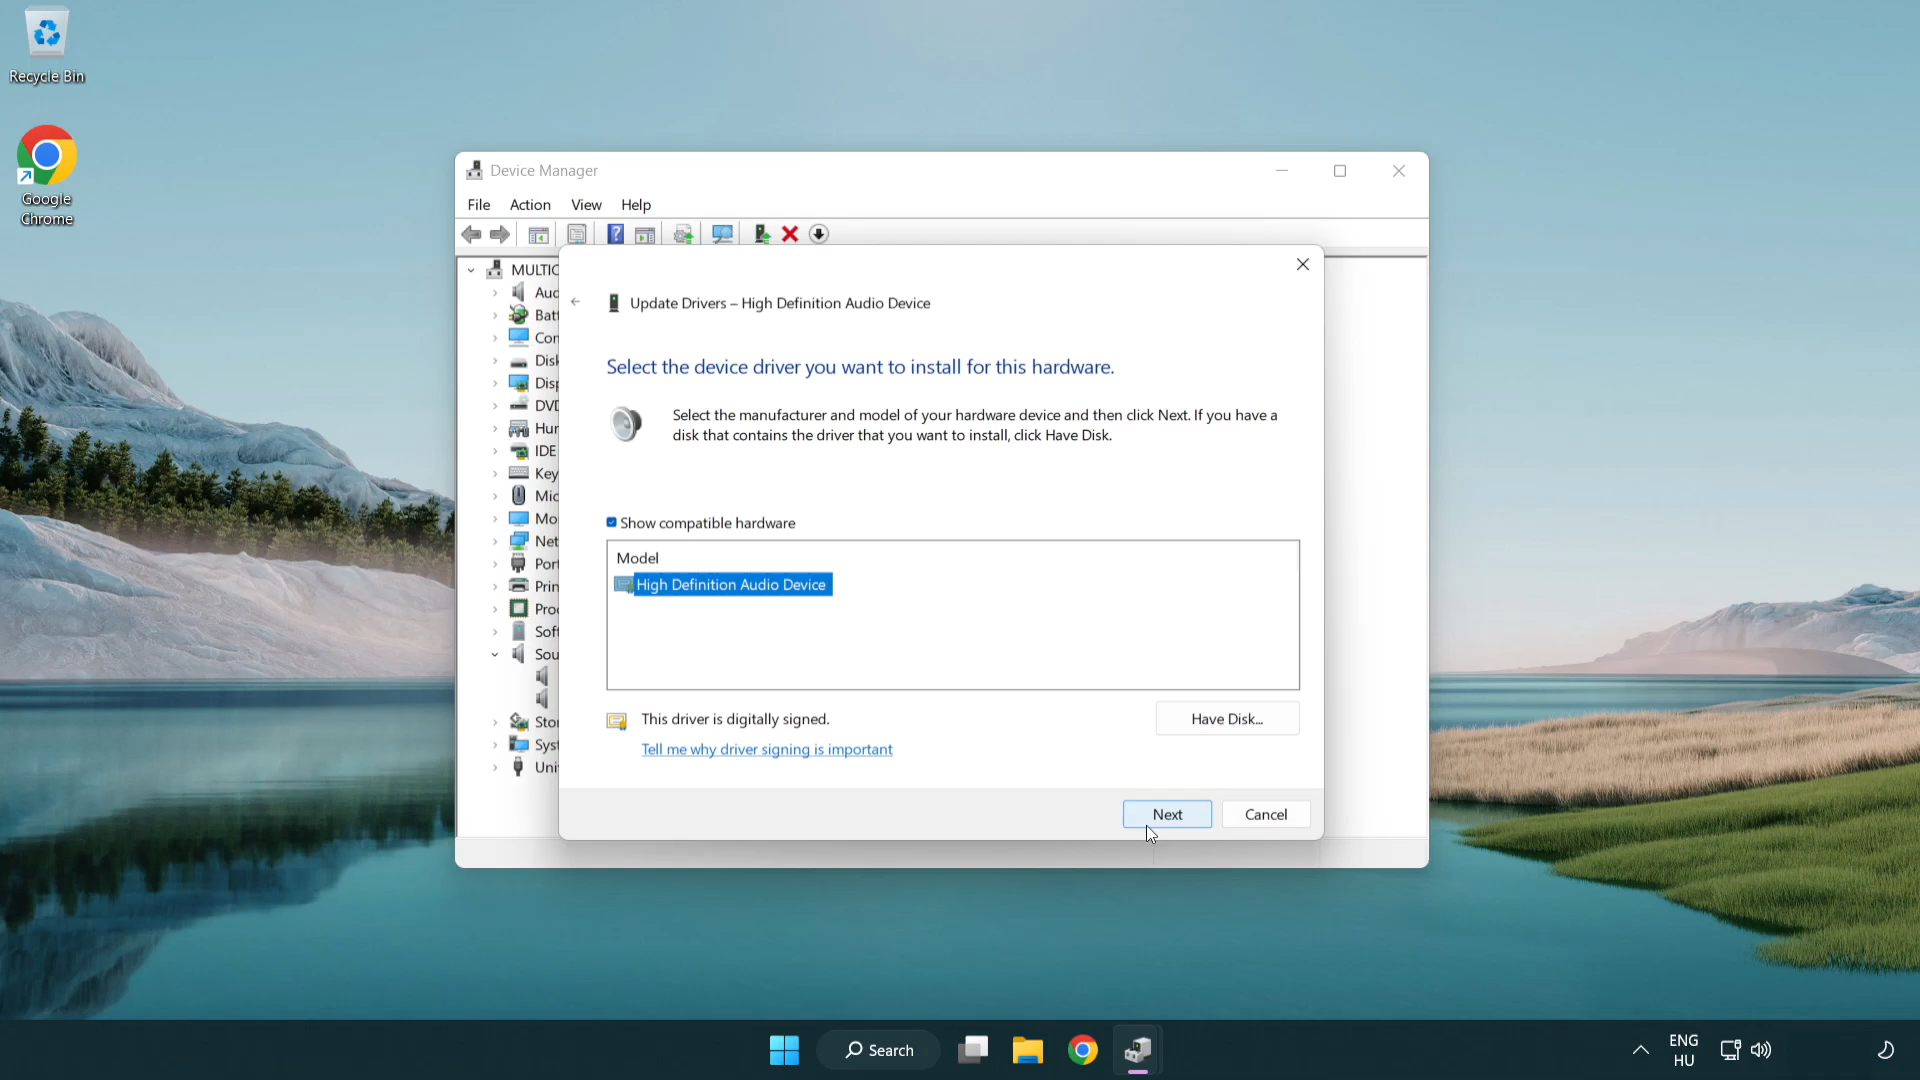 Recycle Bin
Google
Chrome
Device Manager
File Action View Help
MULTIC
Aud
Batt
Con
Disk
Disp
DVD
Hur
IDE
Key
Mic
Mo
Net
Port
Prin
Proc
Soft
Sou
Stor
Syst
Uni
Update Drivers – High Definition Audio Device
Select the device driver you want to install for this hardware.
Select the manufacturer and model of your hardware device and then click Next. If you have a
disk that contains the driver that you want to install, click Have Disk.
Show compatible hardware
Model
High Definition Audio Device
This driver is digitally signed.
Have Disk...
Tell me why driver signing is important
Next
Cancel
Search
ENG
HU